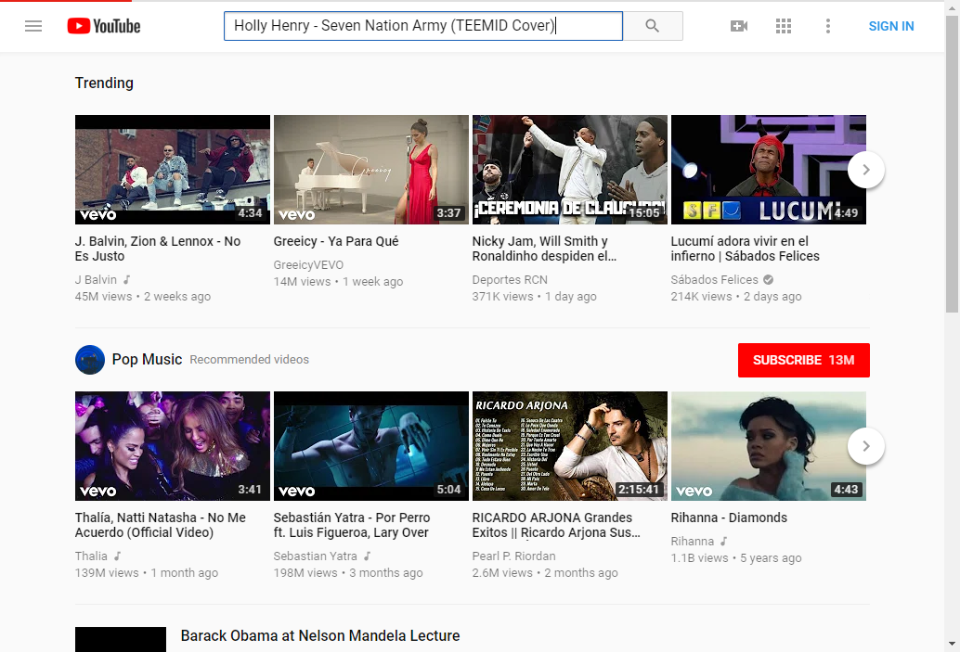 YouTube
Holly Henry - Seven Nation Army (TEEMID Cover)
SIGN IN
Trending
vevo 4:34
vevo 3:37
¡CEREMONIA DE CLAUSURA!
15:05
LUCUMÍ
4:49
J. Balvin, Zion & Lennox - No
Es Justo
J Balvin
45M views • 2 weeks ago
Greeicy - Ya Para Qué
GreeicyVEVO
14M views • 1 week ago
Nicky Jam, Will Smith y
Ronaldinho despiden el...
Deportes RCN
371K views • 1 day ago
Lucumí adora vivir en el
infierno | Sábados Felices
Sábados Felices
214K views • 2 days ago
Pop Music Recommended videos
SUBSCRIBE 13M
vevo 3:41
vevo 5:04
RICARDO ARJONA
2:15:41
vevo 4:43
Thalía, Natti Natasha - No Me
Acuerdo (Official Video)
Thalia
139M views • 1 month ago
Sebastián Yatra - Por Perro
ft. Luis Figueroa, Lary Over
Sebastian Yatra
198M views • 3 months ago
RICARDO ARJONA Grandes
Exitos || Ricardo Arjona Sus...
Pearl P. Riordan
2.6M views • 2 months ago
Rihanna - Diamonds
Rihanna
1.1B views • 5 years ago
Barack Obama at Nelson Mandela Lecture